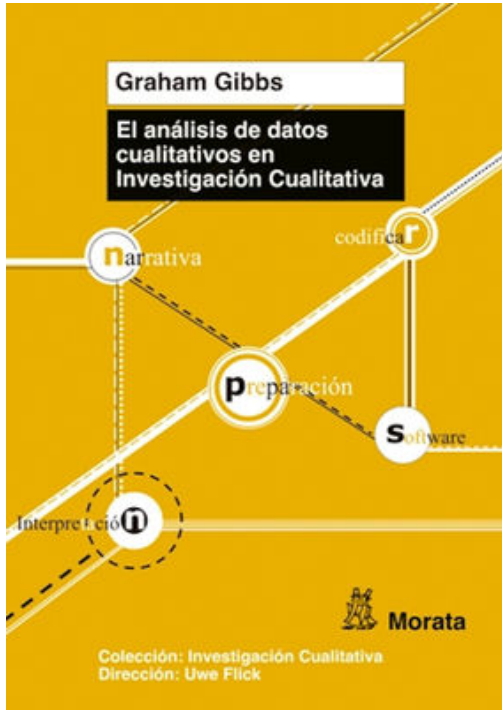 Graham Gibbs
El análisis de datos
cualitativos en
Investigación Cualitativa
codificar
narrativa
preparación
software
Interpretación
Morata
Colección: Investigación Cualitativa
Dirección: Uwe Flick